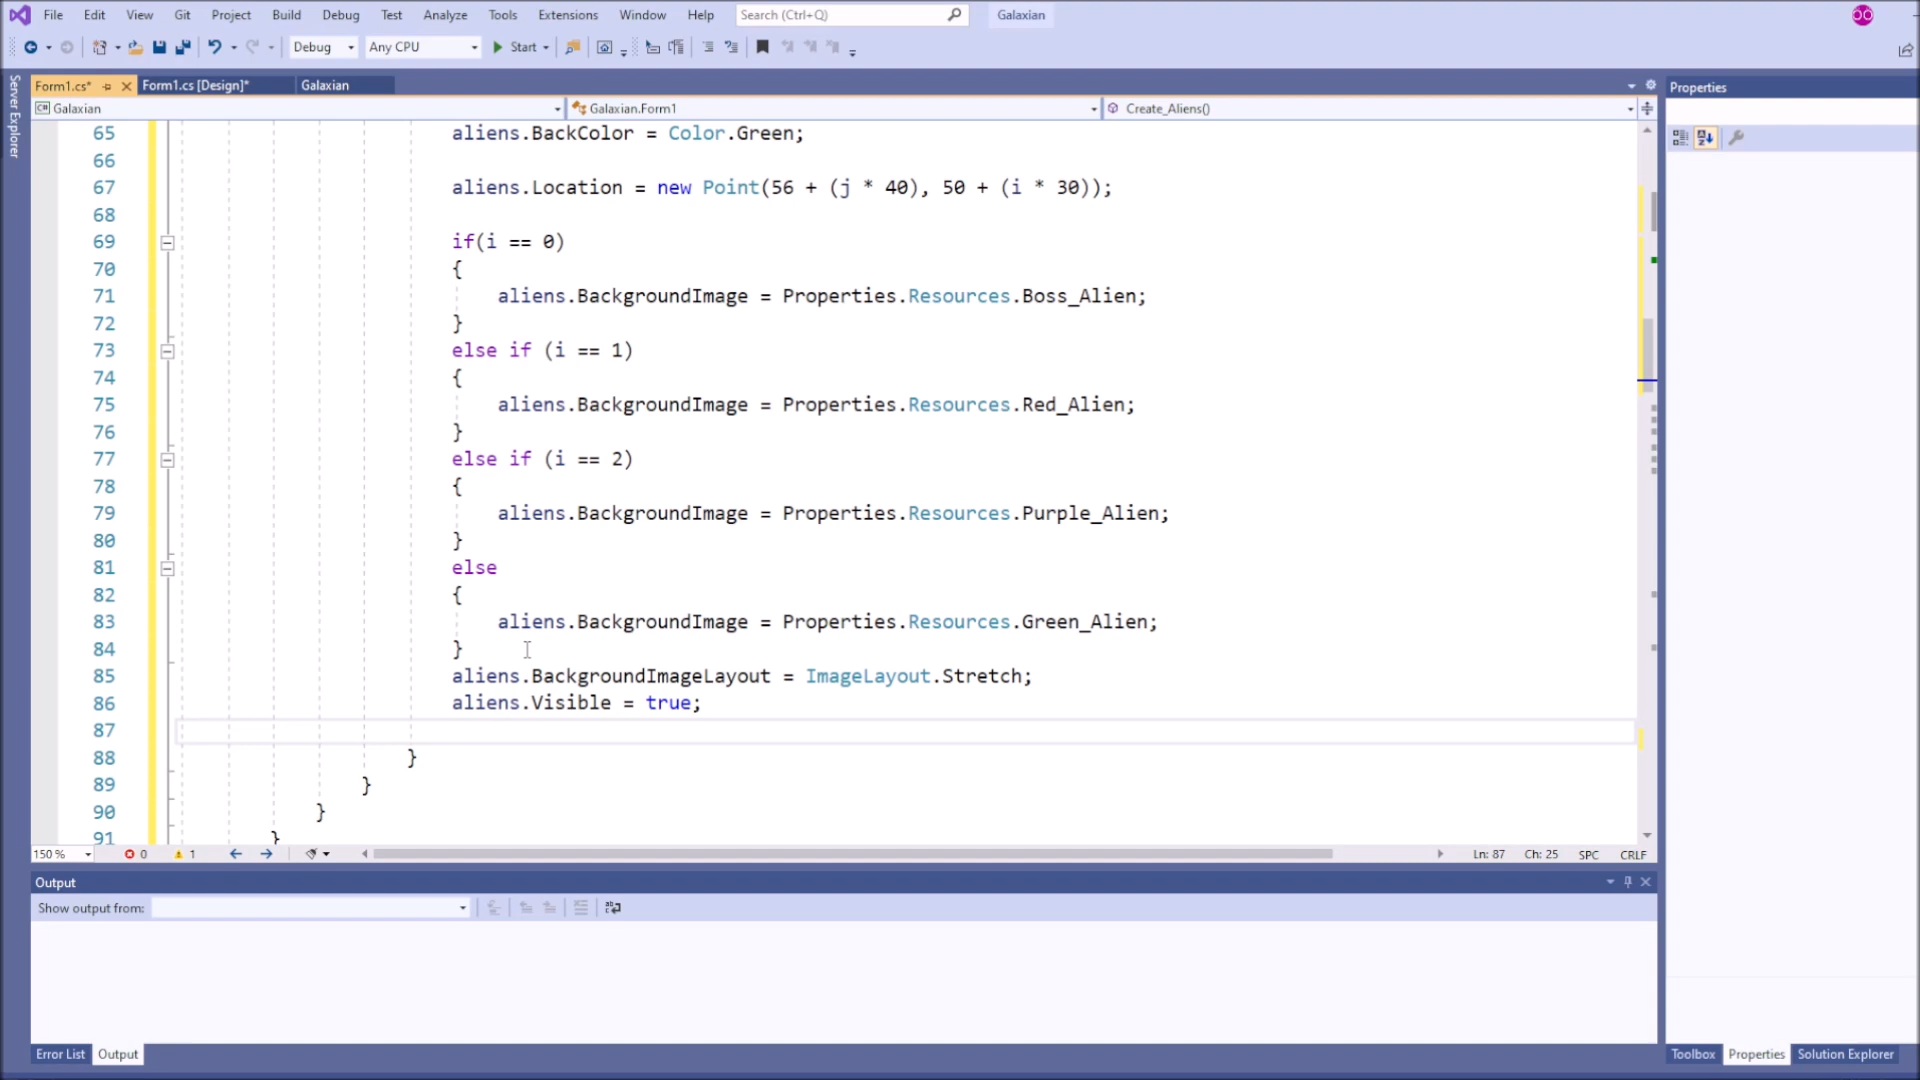 File Edit View Git Project Build Debug Test Analyze Tools Extensions Window Help Search (Ctrl+Q) Galaxian
Debug Any CPU Start
Server Explorer
Form1.cs* Form1.cs [Design]* Galaxian
Properties
C# Galaxian Galaxian.Form1 Create_Aliens()
65 aliens.BackColor = Color.Green;
66
67 aliens.Location = new Point(56 + (j * 40), 50 + (i * 30));
68
69 if(i == 0)
70 {
71 aliens.BackgroundImage = Properties.Resources.Boss_Alien;
72 }
73 else if (i == 1)
74 {
75 aliens.BackgroundImage = Properties.Resources.Red_Alien;
76 }
77 else if (i == 2)
78 {
79 aliens.BackgroundImage = Properties.Resources.Purple_Alien;
80 }
81 else
82 {
83 aliens.BackgroundImage = Properties.Resources.Green_Alien;
84 }
85 aliens.BackgroundImageLayout = ImageLayout.Stretch;
86 aliens.Visible = true;
87
88 }
89 }
90 }
91 }
150 % 0 1 Ln: 87 Ch: 25 SPC CRLF
Output
Show output from:
Error List Output
Toolbox Properties Solution Explorer